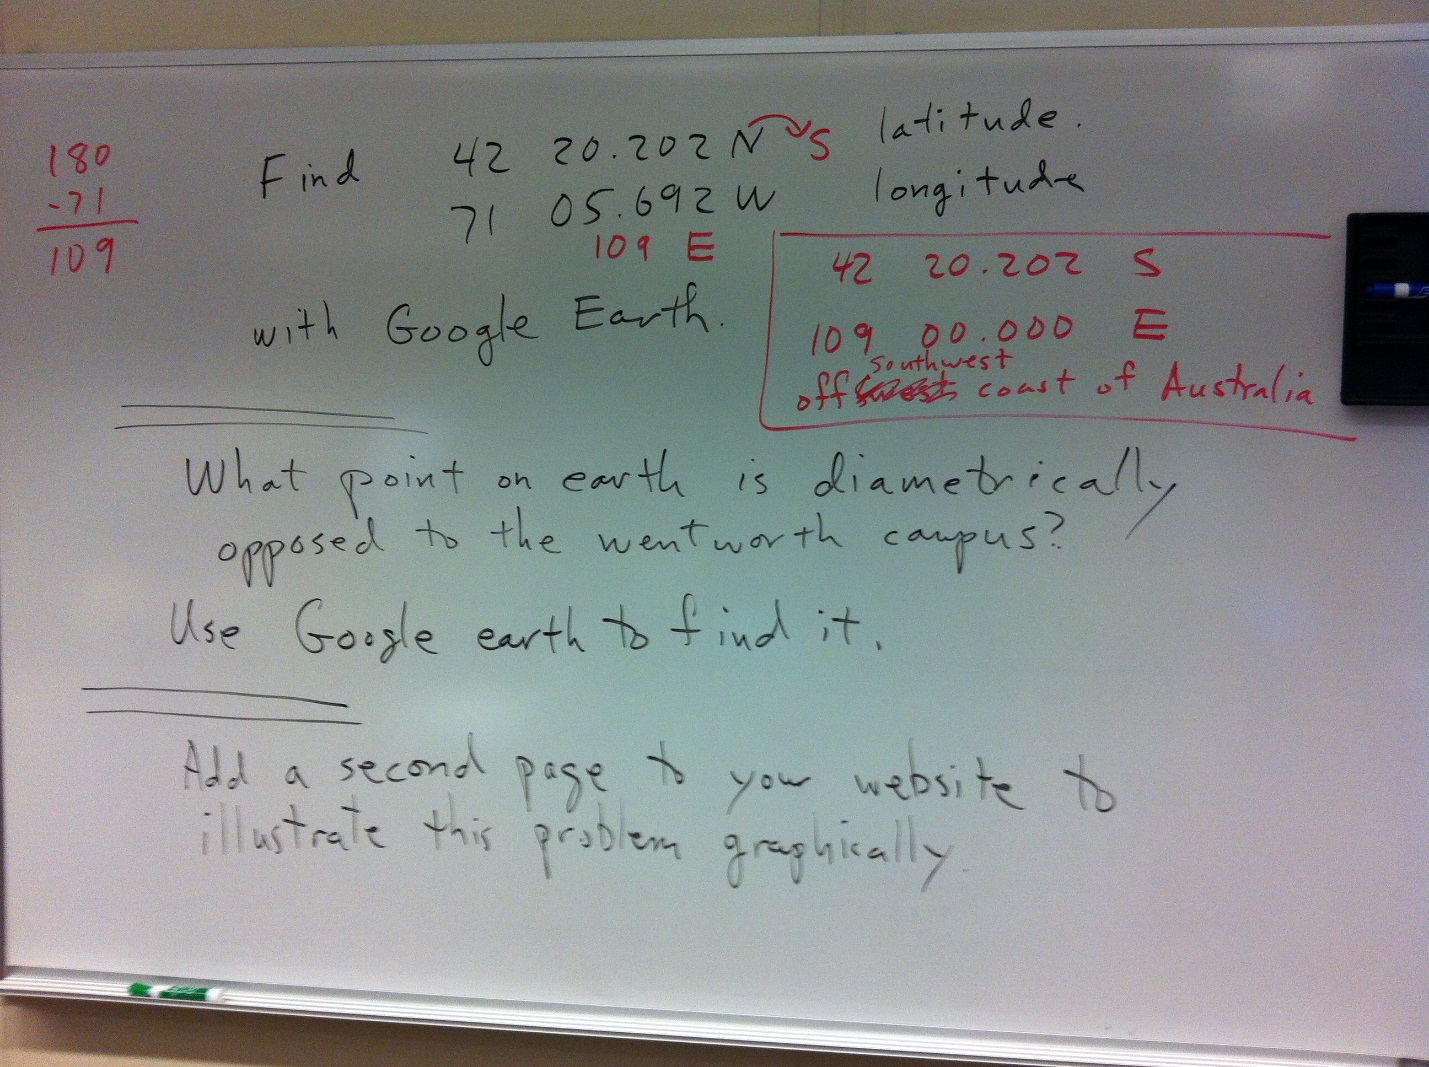 180
-71
109
Find 42 20.202 N S latitude.
71 05.692 W longitude
109 E
with Google Earth.
42 20.202 S
109 00.000 E
southwest
off coast of Australia
What point on earth is diametrically
opposed to the wentworth campus?
Use Google earth to find it.
Add a second page to your website to
illustrate this problem graphically.